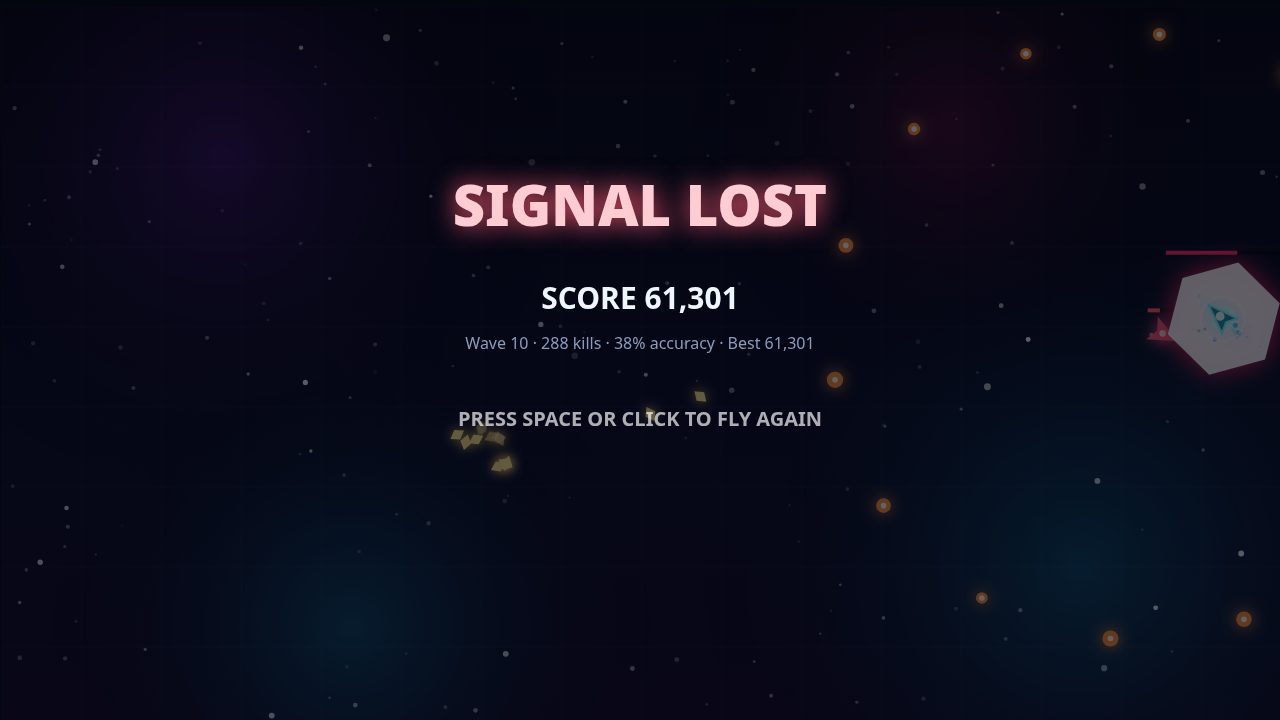 SIGNAL LOST
SCORE 61,301
Wave 10 · 288 kills · 38% accuracy · Best 61,301
PRESS SPACE OR CLICK TO FLY AGAIN